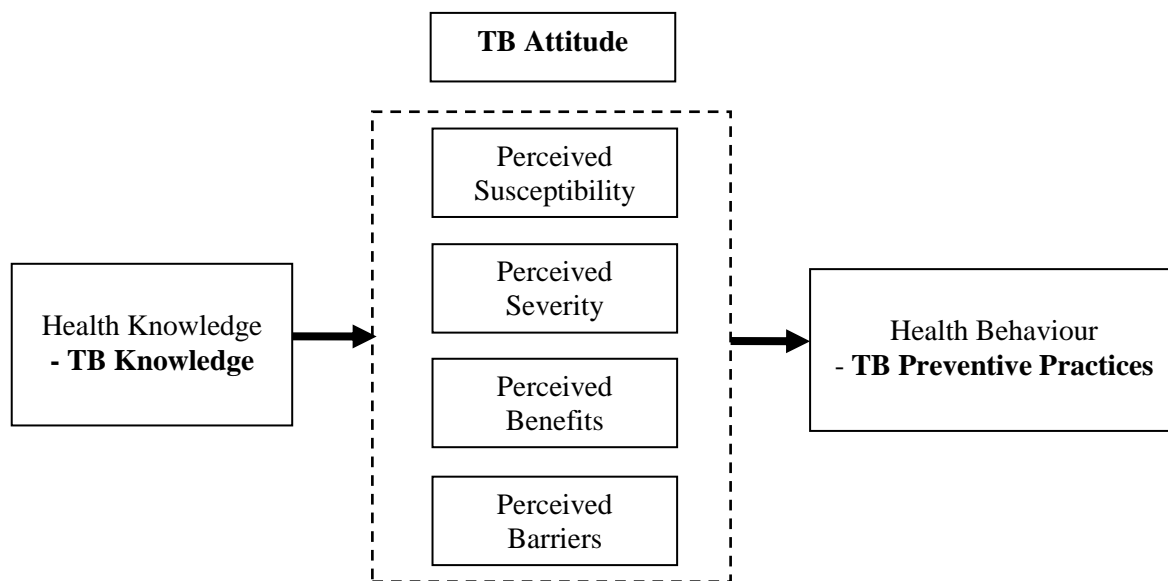 TB Attitude
Perceived
Susceptibility
Perceived
Severity
Perceived
Benefits
Perceived
Barriers
Health Knowledge
- TB Knowledge
Health Behaviour
- TB Preventive Practices